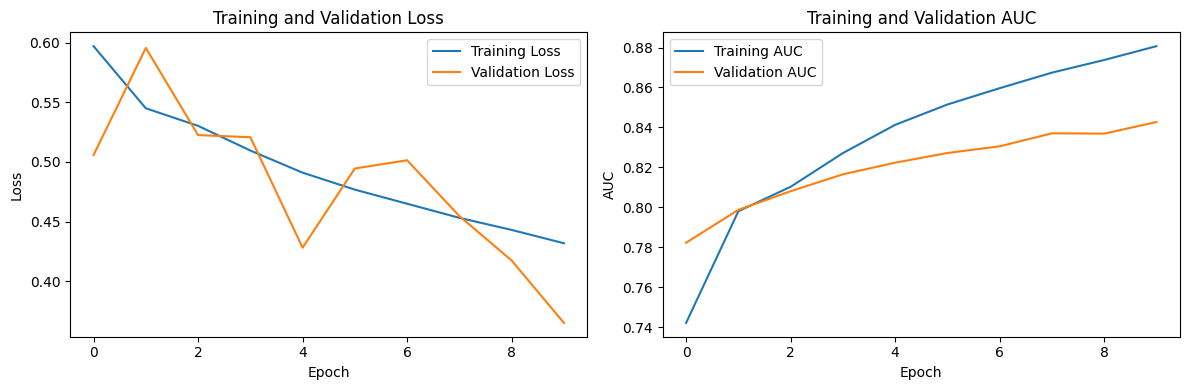 Training and Validation Loss
Training Loss
Validation Loss
0.60
0.55
0.50
0.45
0.40
Loss
0 2 4 6 8
Epoch
Training and Validation AUC
Training AUC
Validation AUC
0.88
0.86
0.84
0.82
0.80
0.78
0.76
0.74
AUC
0 2 4 6 8
Epoch